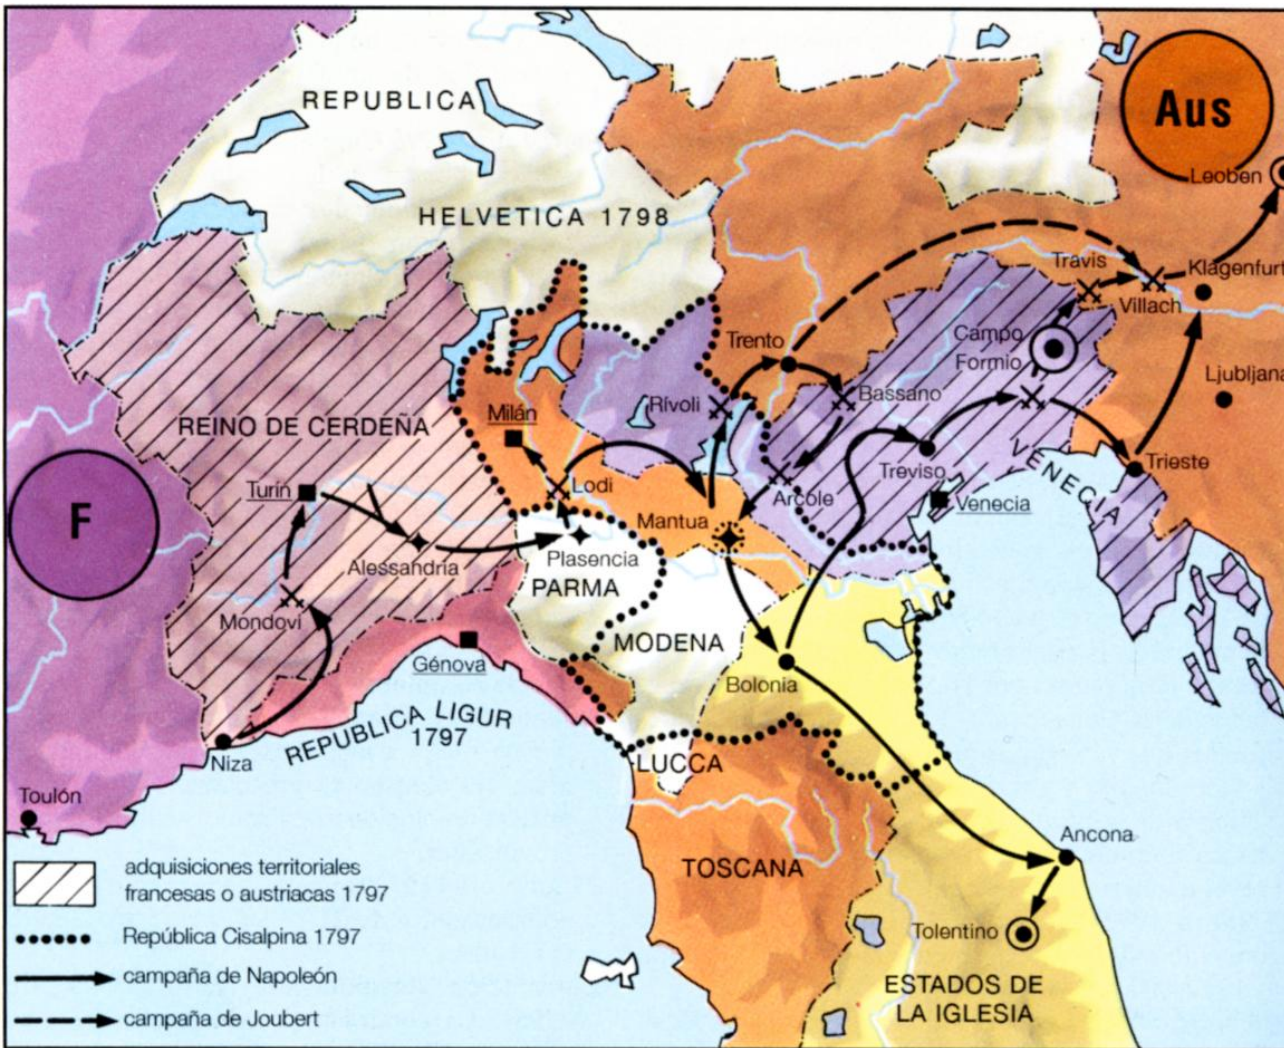 REPUBLICA
HELVETICA 1798
Aus
Leoben
Travis
Klagenfurt
Villach
Trento
Campo
Formio
Ljubljana
Rívoli
Bassano
Milán
REINO DE CERDEÑA
VENECIA
Treviso
Trieste
F
Turín
Lodi
Arcole
Venecia
Mantua
Alessandria
Plasencia
PARMA
Mondovi
MODENA
Génova
Bolonia
REPUBLICA LIGUR
1797
Niza
LUCCA
Toulón
TOSCANA
Ancona
Tolentino
ESTADOS DE
LA IGLESIA
adquisiciones territoriales
francesas o austriacas 1797
República Cisalpina 1797
campaña de Napoleón
campaña de Joubert